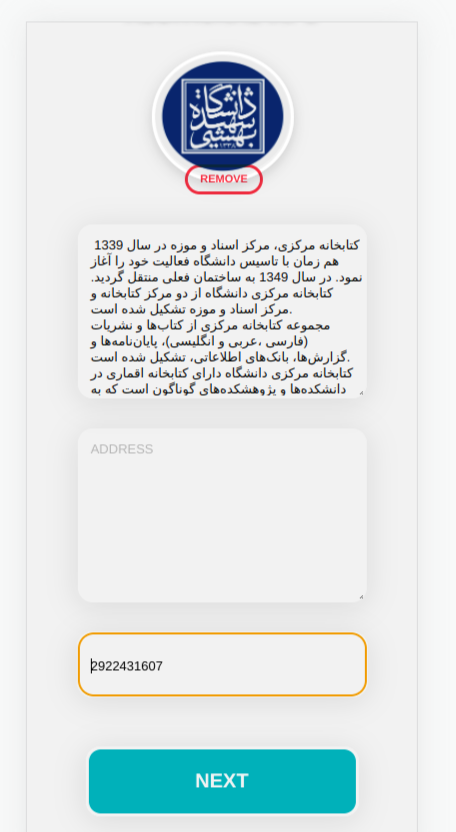 دانشگاه
شهید
بهشتی
۱۳۳۸
REMOVE
کتابخانه مرکزی، مرکز اسناد و موزه در سال 1339
هم زمان با تاسیس دانشگاه فعالیت خود را آغاز
نمود. در سال 1349 به ساختمان فعلی منتقل گردید.
کتابخانه مرکزی دانشگاه از دو مرکز کتابخانه و
مرکز اسناد و موزه تشکیل شده است.
مجموعه کتابخانه مرکزی از کتاب‌ها و نشریات
(فارسی ،عربی و انگلیسی)، پایان‌نامه‌ها و
گزارش‌ها، بانک‌های اطلاعاتی، تشکیل شده است.
کتابخانه مرکزی دانشگاه دارای کتابخانه اقماری در
دانشکده‌ها و پژوهشکده‌های گوناگون است که به
ADDRESS
2922431607
NEXT